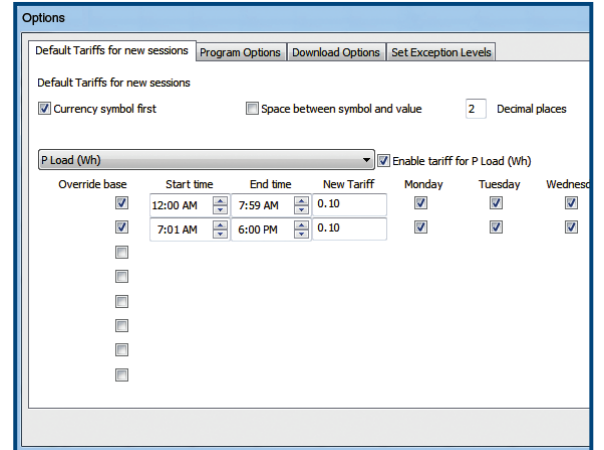 Options
Default Tariffs for new sessions Program Options Download Options Set Exception Levels
Default Tariffs for new sessions
Currency symbol first Space between symbol and value 2 Decimal places
P Load (Wh) Enable tariff for P Load (Wh)
Override base Start time End time New Tariff Monday Tuesday Wednesd
12:00 AM 7:59 AM 0.10
7:01 AM 6:00 PM 0.10